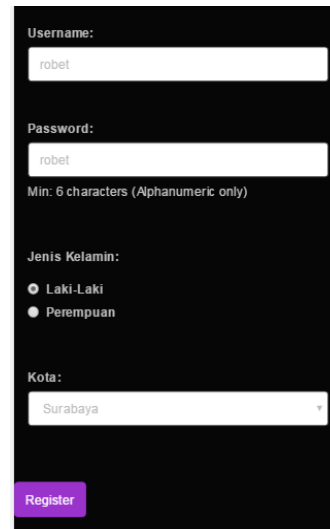 Username:
robet
Password:
robet
Min: 6 characters (Alphanumeric only)
Jenis Kelamin:
Laki-Laki
Perempuan
Kota:
Surabaya
Register